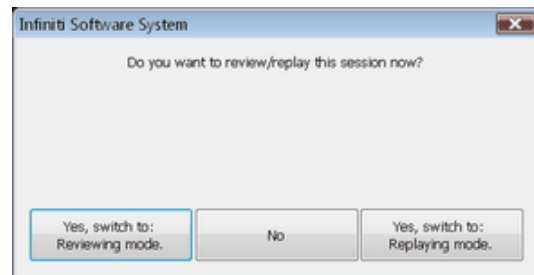 Infiniti Software System
Do you want to review/replay this session now?
Yes, switch to:
Reviewing mode.
No
Yes, switch to:
Replaying mode.